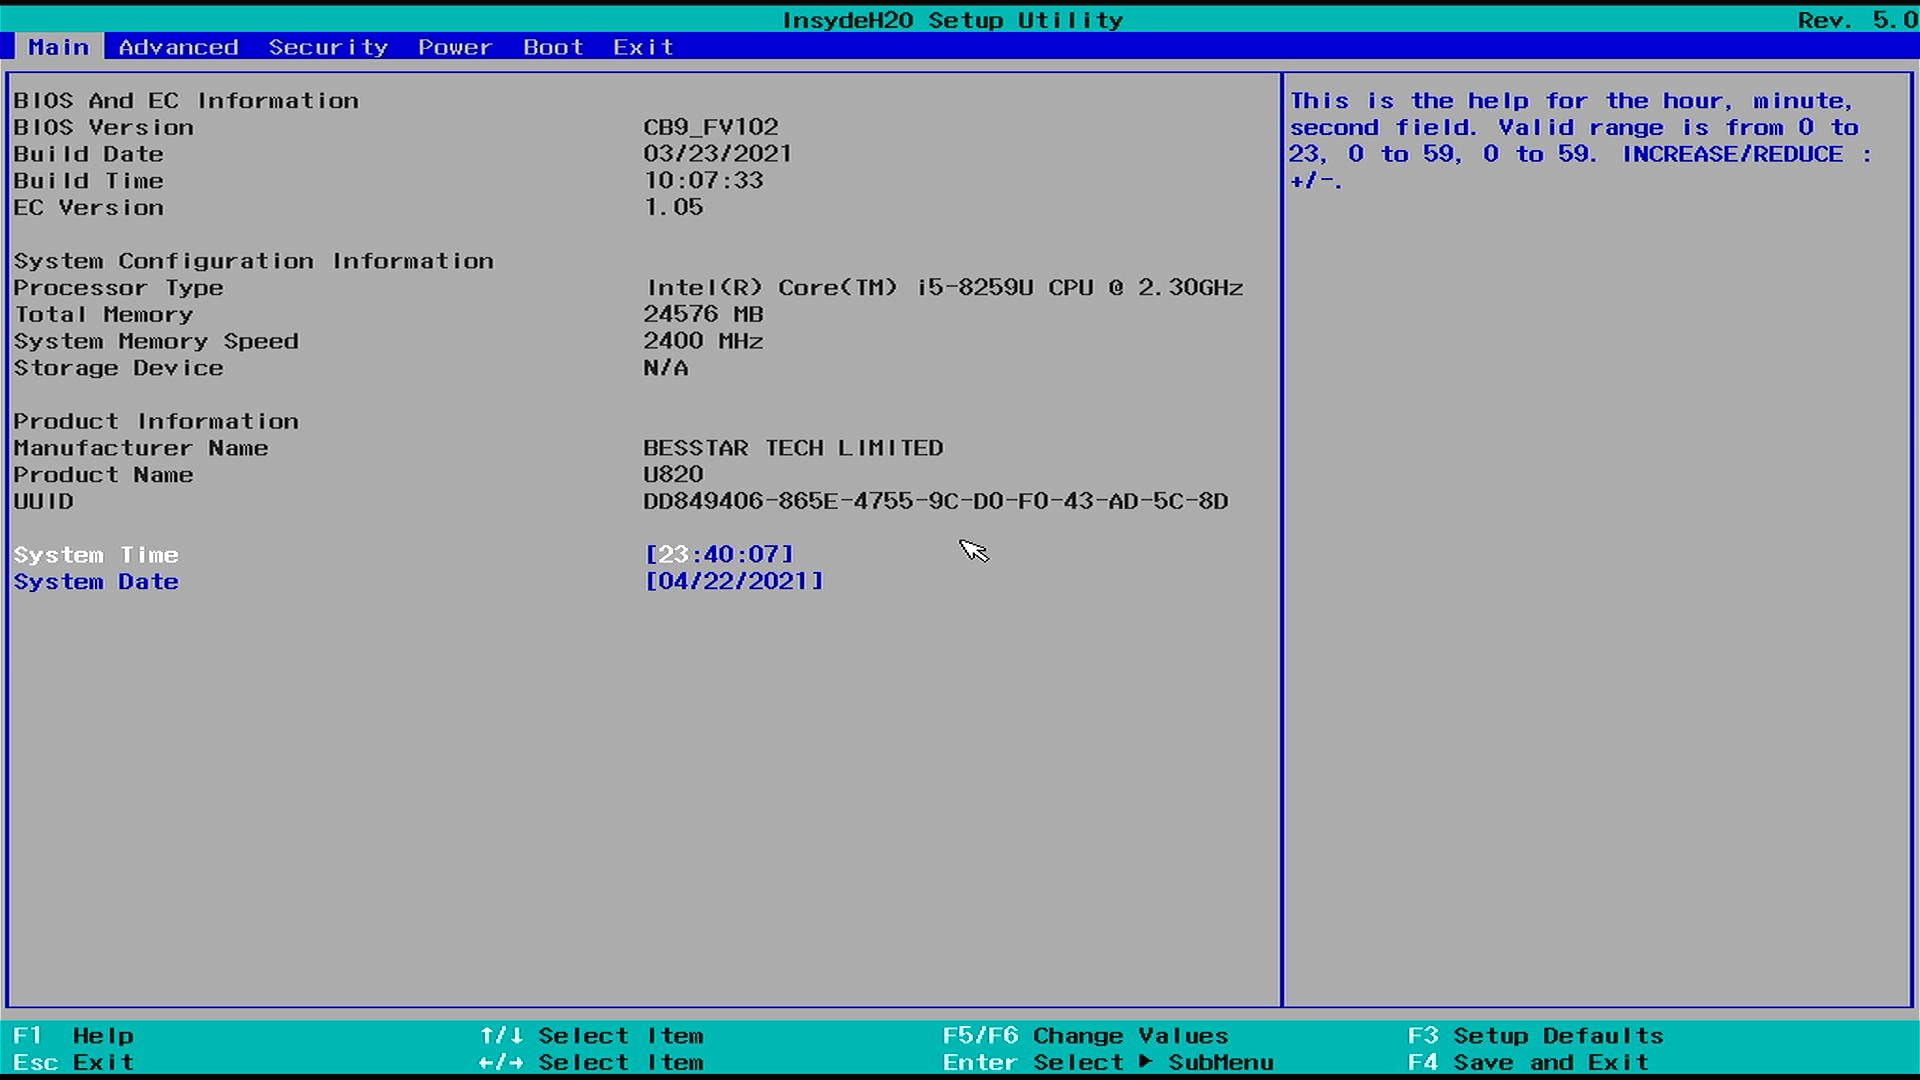 InsydeH20 Setup Utility Rev. 5.0
Main Advanced Security Power Boot Exit
BIOS And EC Information
BIOS Version CB9_FV102
Build Date 03/23/2021
Build Time 10:07:33
EC Version 1.05
System Configuration Information
Processor Type Intel(R) Core(TM) i5-8259U CPU @ 2.30GHz
Total Memory 24576 MB
System Memory Speed 2400 MHz
Storage Device N/A
Product Information
Manufacturer Name BESSTAR TECH LIMITED
Product Name U820
UUID DD849406-865E-4755-9C-D0-F0-43-AD-5C-8D
System Time [23:40:07]
System Date [04/22/2021]
This is the help for the hour, minute,
second field. Valid range is from 0 to
23, 0 to 59, 0 to 59. INCREASE/REDUCE :
+/-.
F1 Help ↑/↓ Select Item F5/F6 Change Values F3 Setup Defaults
Esc Exit ←/→ Select Item Enter Select ▶ SubMenu F4 Save and Exit